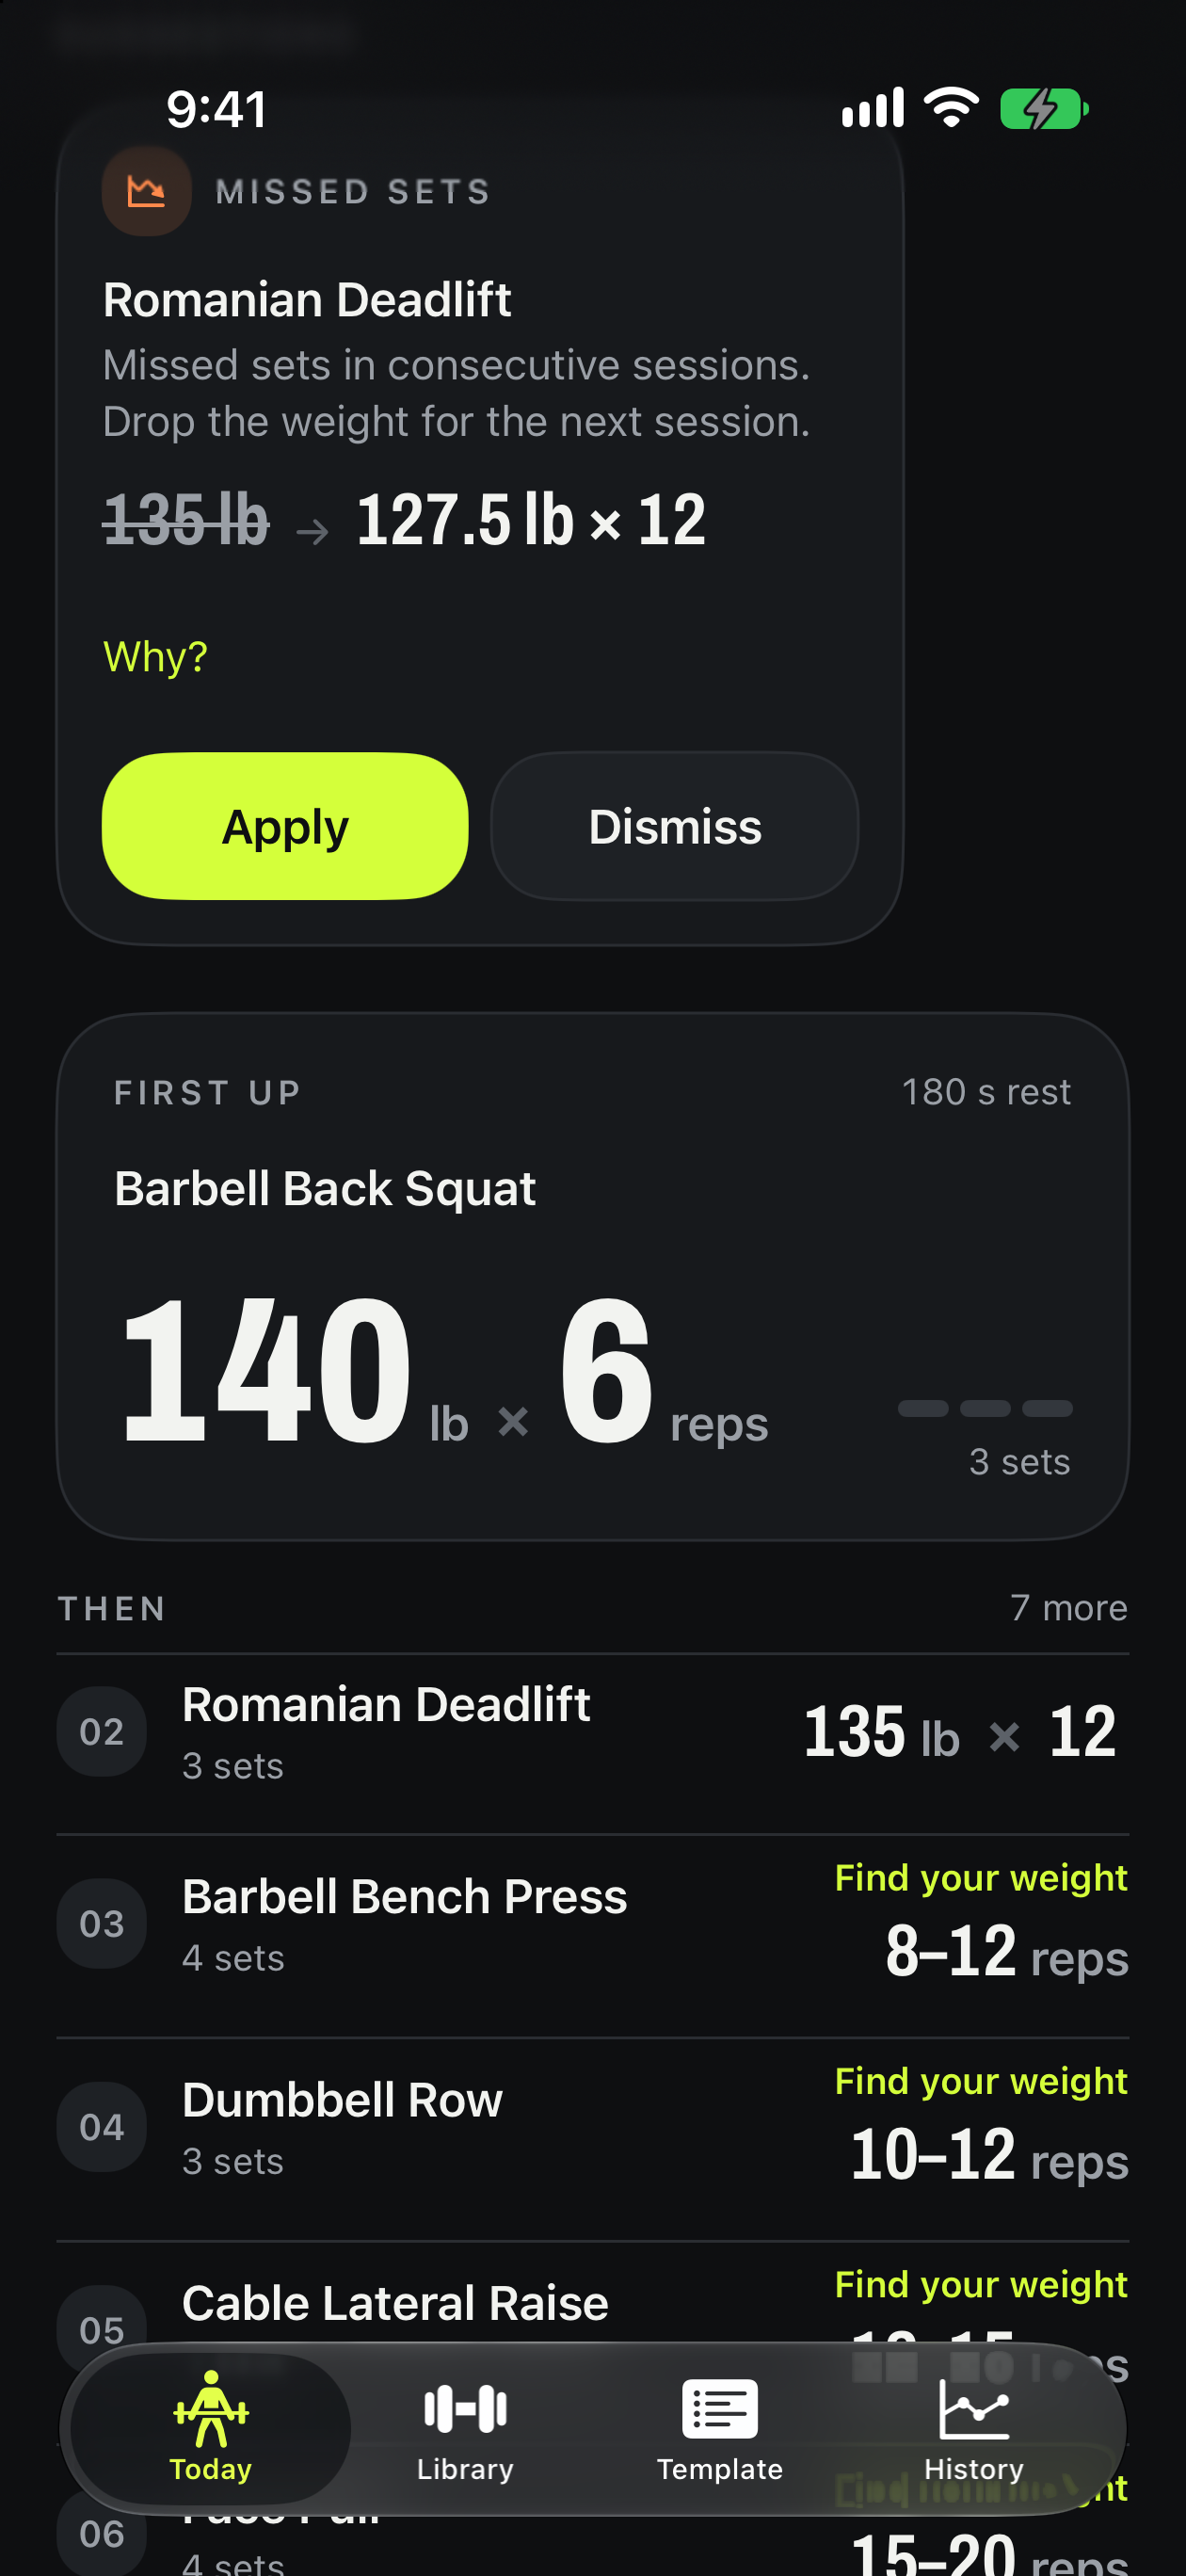 9:41
MISSED SETS
Romanian Deadlift
Missed sets in consecutive sessions.
Drop the weight for the next session.
135 lb → 127.5 lb × 12
Why?
Apply
Dismiss
FIRST UP
180 s rest
Barbell Back Squat
140 lb × 6 reps
3 sets
THEN
7 more
02
Romanian Deadlift
3 sets
135 lb × 12
03
Barbell Bench Press
4 sets
Find your weight
8–12 reps
04
Dumbbell Row
3 sets
Find your weight
10–12 reps
05
Cable Lateral Raise
Find your weight
06
4 sets
15–20 reps
Today
Library
Template
History